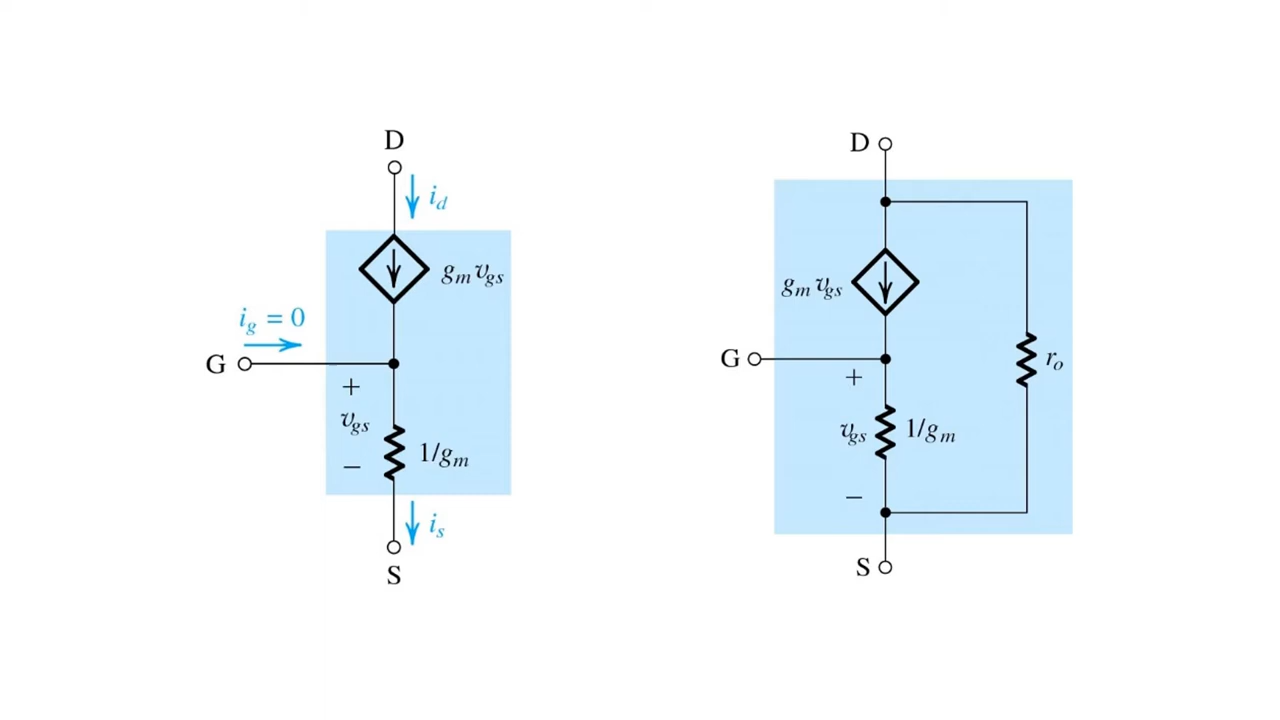 D
i_d
g_m v_gs
i_g = 0
G
+
v_gs
−
1/g_m
i_s
S
D
g_m v_gs
G
+
r_o
v_gs
1/g_m
−
S